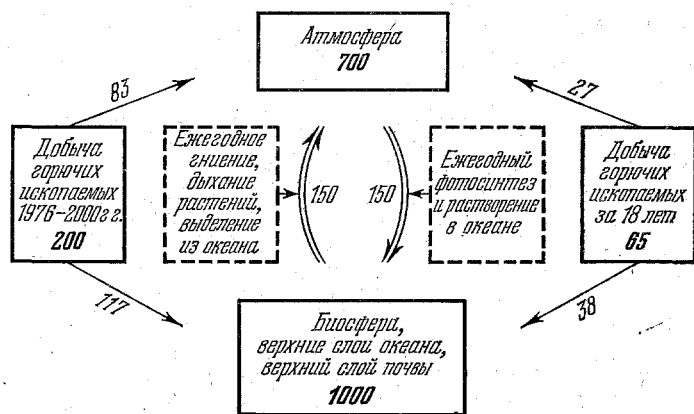 Атмосфера
700
83
27
Добыча
горючих
ископаемых
1976-2000г г.
200
Ежегодное
гниение,
дыхание
растений,
выделение
из океана
150
150
Ежегодный
фотосинтез
и растворение
в океане
Добыча
горючих
ископаемых
за 18 лет
65
117
38
Биосфера,
верхние слои океана,
верхний слой почвы
1000